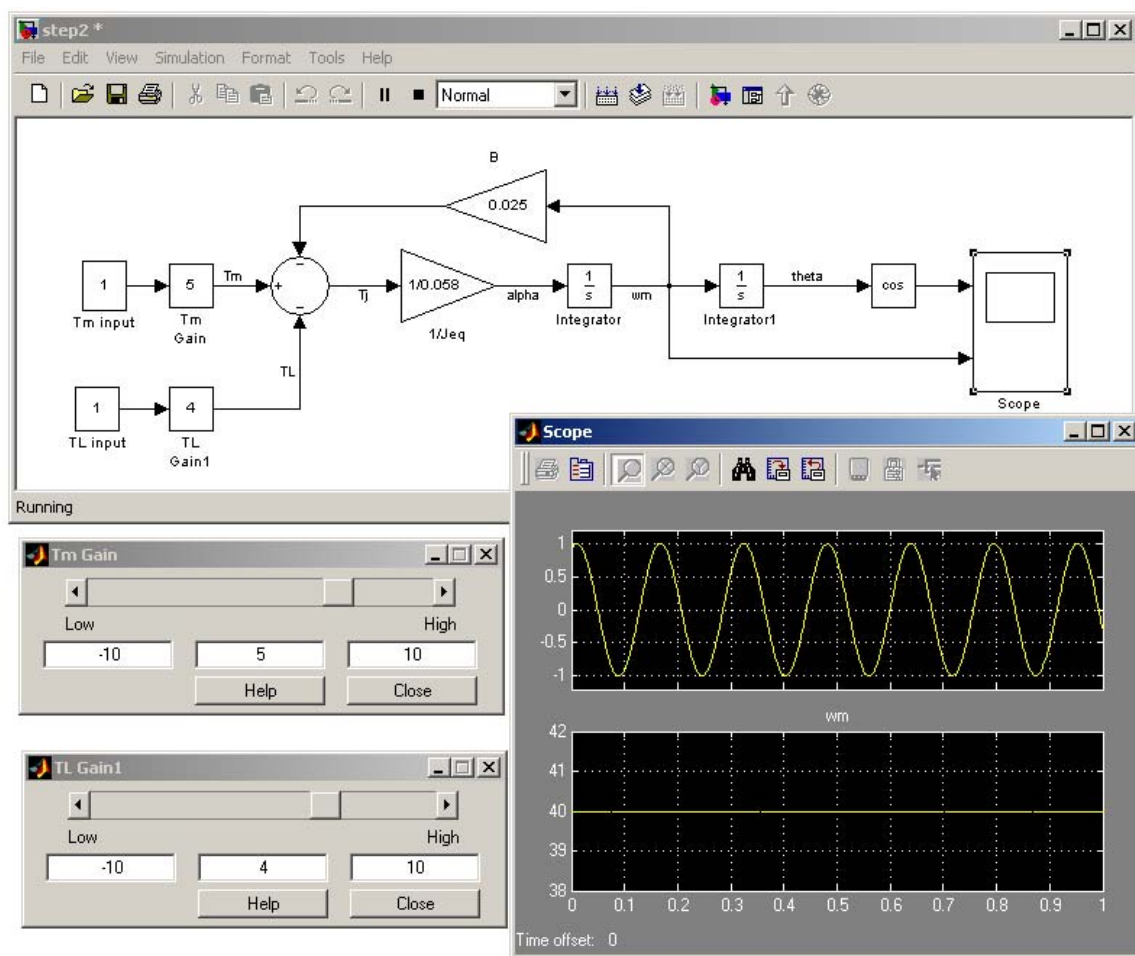 step2 *
File Edit View Simulation Format Tools Help
Normal
B
0.025
1
Tm input
5
Tm
Gain
Tm
+
−
−
Tj
1/0.058
1/Jeq
alpha
1
s
Integrator
wm
1
s
Integrator1
theta
cos
Scope
TL
1
TL input
4
TL
Gain1
Running
Tm Gain
Low High
-10 5 10
Help Close
TL Gain1
Low High
-10 4 10
Help Close
Scope
1
0.5
0
-0.5
-1
wm
42
41
40
39
38
0 0.1 0.2 0.3 0.4 0.5 0.6 0.7 0.8 0.9 1
Time offset: 0